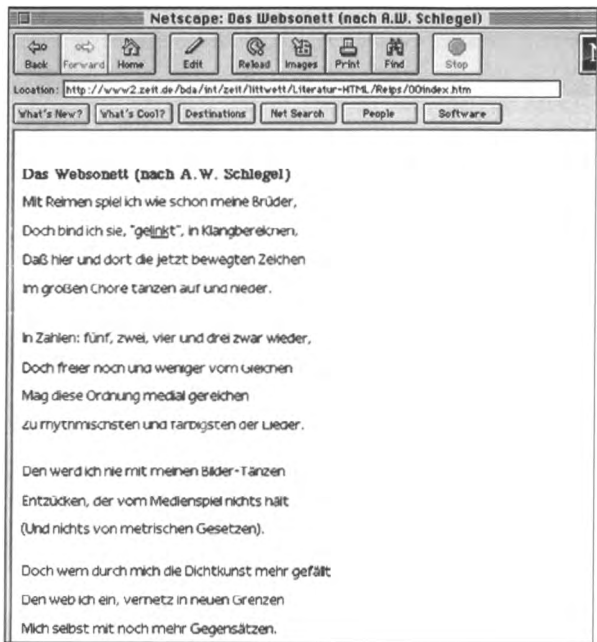 Netscape: Das Websonett (nach A.W. Schlegel)
Back Forward Home Edit Reload Images Print Find Stop N
Location: http://www2.zeit.de/bda/int/zeit/littwett/Literatur-HTML/Reips/00index.htm
What's New? What's Cool? Destinations Net Search People Software
Das Websonett (nach A.W. Schlegel)
Mit Reimen spiel ich wie schon meine Brüder,
Doch bind ich sie, "gelinkt", in Klangbereichen,
Daß hier und dort die jetzt bewegten Zeichen
Im großen Chore tanzen auf und nieder.
In Zahlen: fünf, zwei, vier und drei zwar wieder,
Doch freier noch und weniger vom Gleichen
Mag diese Ordnung medial gereichen
Zu rhythmischsten und farbigsten der Lieder.
Den werd ich nie mit meinen Bilder-Tänzen
Entzücken, der vom Medienspiel nichts hält
(Und nichts von metrischen Gesetzen).
Doch wem durch mich die Dichtkunst mehr gefällt
Den web ich ein, vernetz in neuen Grenzen
Mich selbst mit noch mehr Gegensätzen.